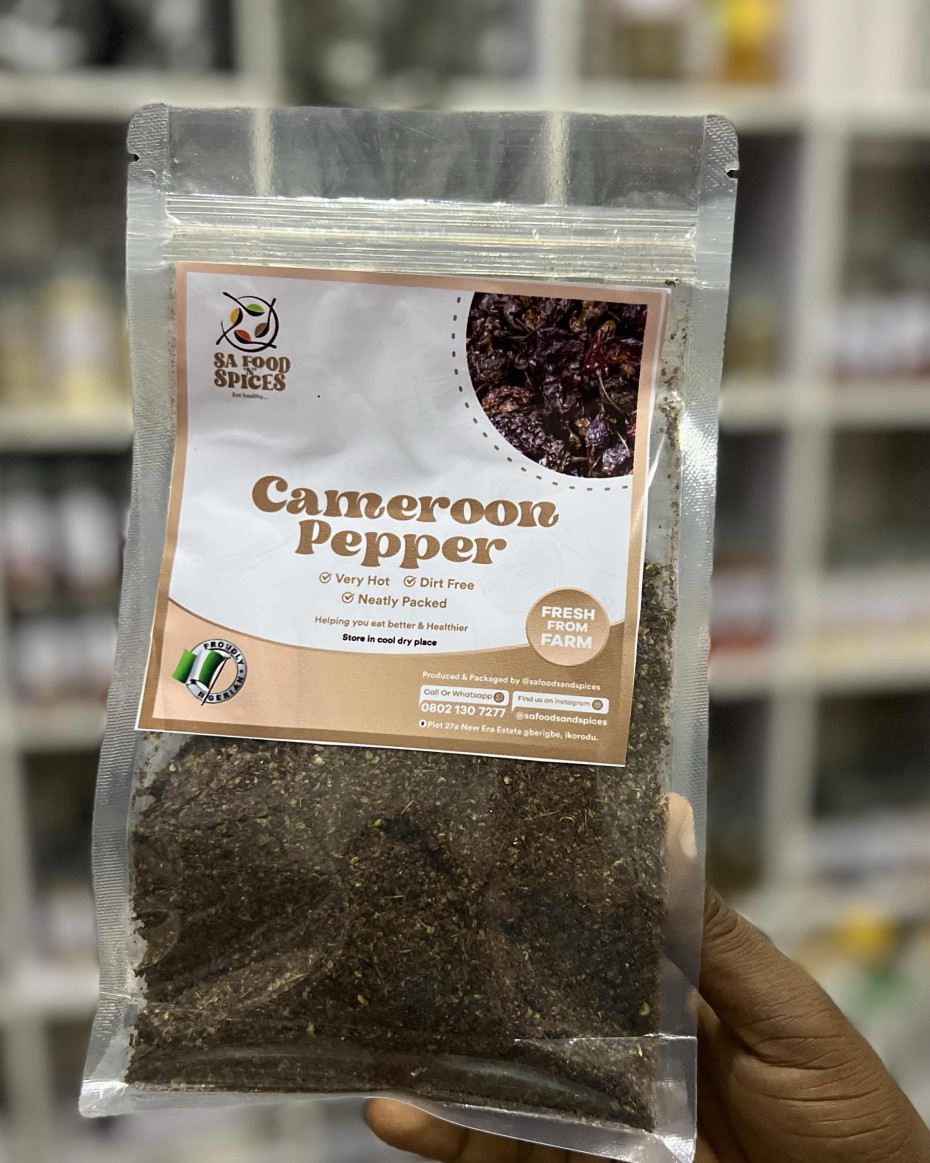 SA FOOD
N
SPICES
Eat healthy...
Cameroon
Pepper
Very Hot Dirt Free
Neatly Packed
Helping you eat better & Healthier
Store in cool dry place
FRESH
FROM
FARM
PROUDLY
NIGERIAN
Produced & Packaged by @safoodsandspices
Call Or Whatsapp
0802 130 7277
Find us on Instagram
@safoodsandspices
Plot 27a New Era Estate gberigbe, ikorodu.